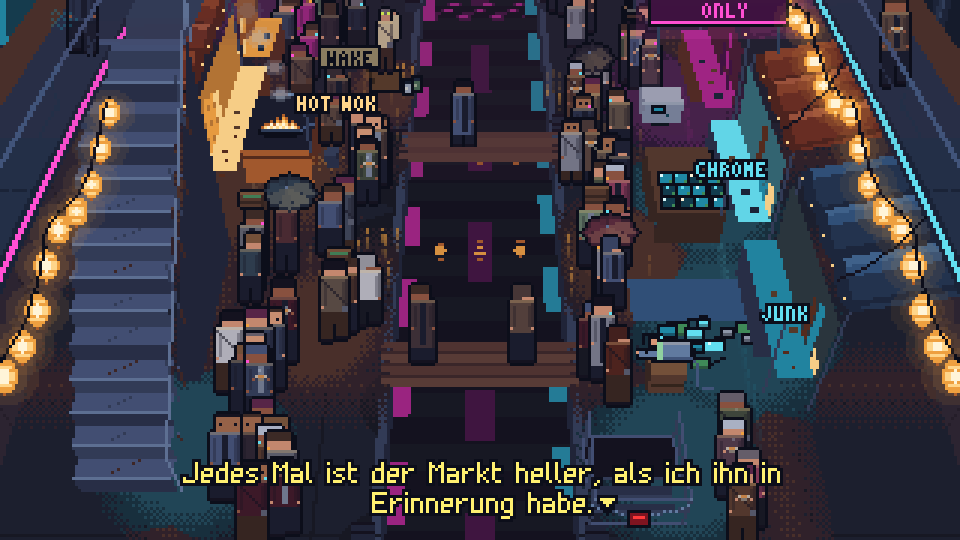 ONLY
WAKE
HOT WOK
CHROME
JUNK
Jedes Mal ist der Markt heller, als ich ihn in
Erinnerung habe.